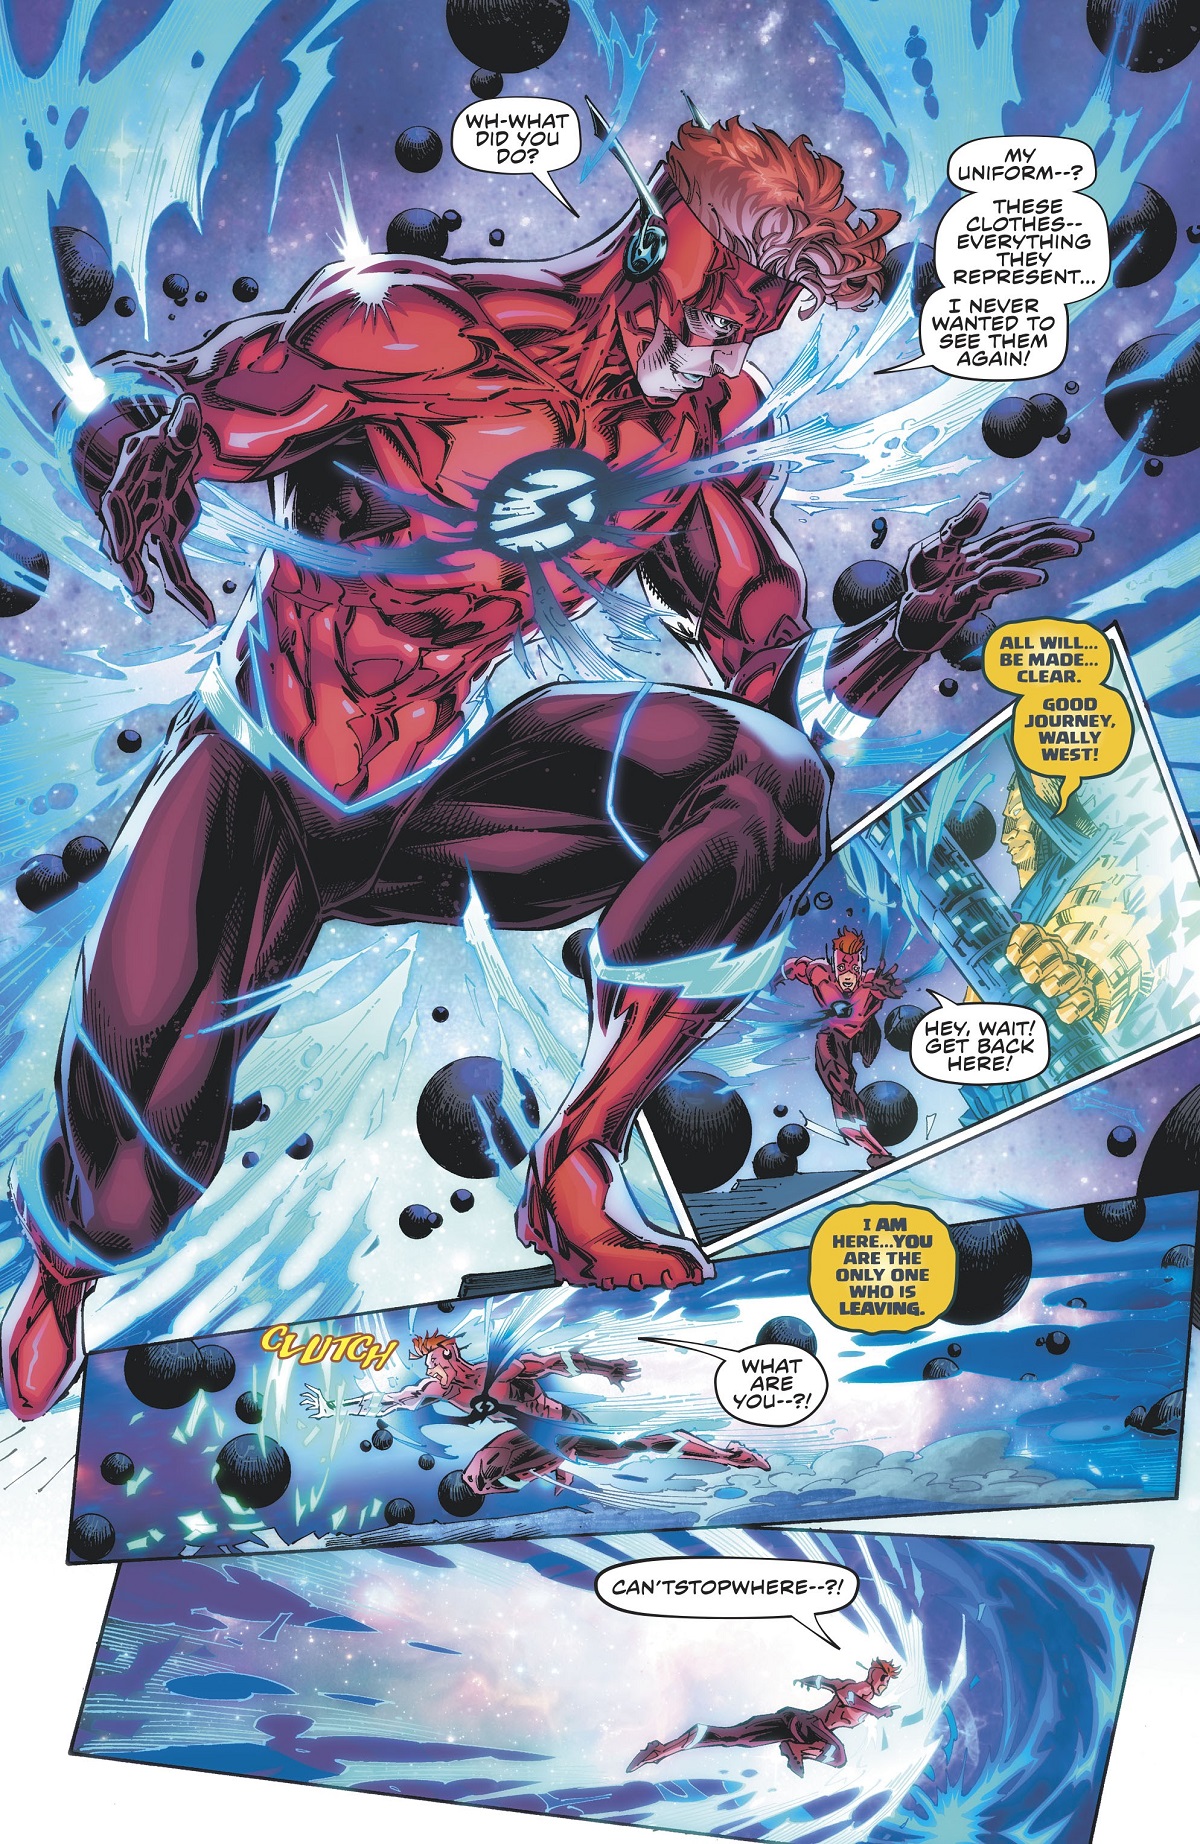 WH-WHAT
DID YOU
DO?
MY
UNIFORM--?
THESE
CLOTHES--
EVERYTHING
THEY
REPRESENT...
I NEVER
WANTED TO
SEE THEM
AGAIN!
ALL WILL...
BE MADE...
CLEAR.
GOOD
JOURNEY,
WALLY
WEST!
HEY, WAIT!
GET BACK
HERE!
I AM
HERE...YOU
ARE THE
ONLY ONE
WHO IS
LEAVING.
CLUTCH
WHAT
ARE
YOU--?!
CAN'TSTOPWHERE--?!